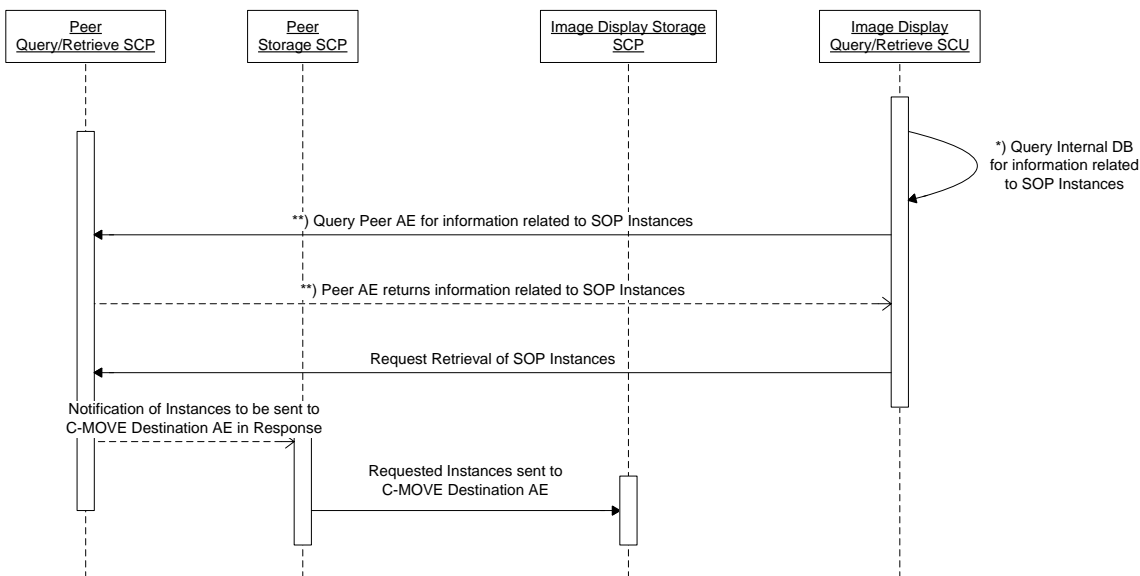 Peer
Query/Retrieve SCP
Peer
Storage SCP
Image Display Storage
SCP
Image Display
Query/Retrieve SCU
*) Query Internal DB
for information related
to SOP Instances
**) Query Peer AE for information related to SOP Instances
**) Peer AE returns information related to SOP Instances
Request Retrieval of SOP Instances
Notification of Instances to be sent to
C-MOVE Destination AE in Response
Requested Instances sent to
C-MOVE Destination AE